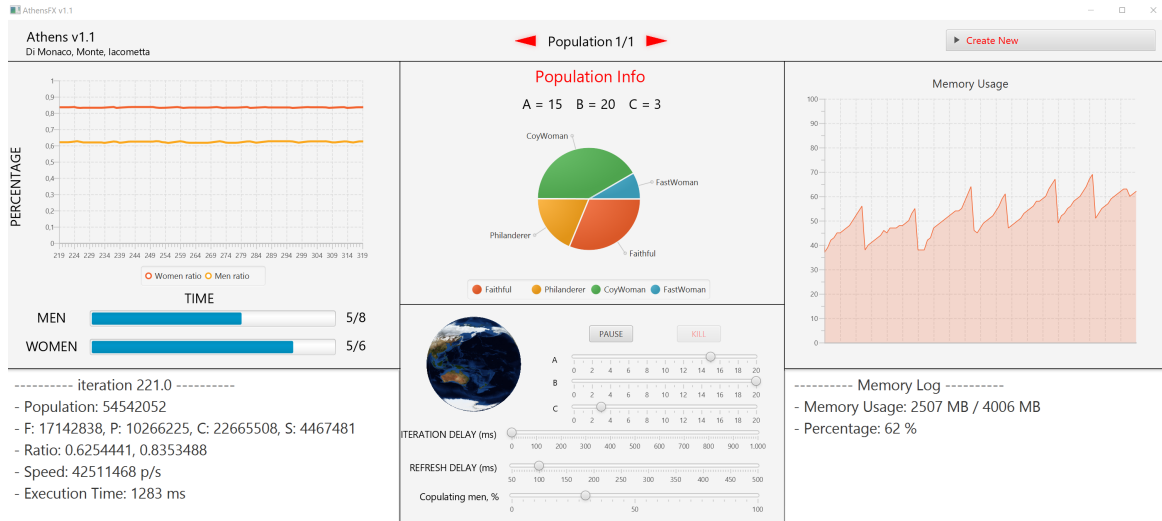 AthensFX v1.1
Athens v1.1
Di Monaco, Monte, Iacometta
Population 1/1
Create New
PERCENTAGE
1
0,9
0,8
0,7
0,6
0,5
0,4
0,3
0,2
0,1
0
219 224 229 234 239 244 249 254 259 264 269 274 279 284 289 294 299 304 309 314 319
Women ratio Men ratio
TIME
MEN 5/8
WOMEN 5/6
---------- iteration 221.0 ----------
- Population: 54542052
- F: 17142838, P: 10266225, C: 22665508, S: 4467481
- Ratio: 0.6254441, 0.8353488
- Speed: 42511468 p/s
- Execution Time: 1283 ms
Population Info
A = 15 B = 20 C = 3
CoyWoman
FastWoman
Philanderer
Faithful
Faithful Philanderer CoyWoman FastWoman
PAUSE KILL
A
0 2 4 6 8 10 12 14 16 18 20
B
0 2 4 6 8 10 12 14 16 18 20
C
0 2 4 6 8 10 12 14 16 18 20
ITERATION DELAY (ms)
0 100 200 300 400 500 600 700 800 900 1.000
REFRESH DELAY (ms)
50 100 150 200 250 300 350 400 450 500
Copulating men, %
0 50 100
Memory Usage
100
90
80
70
60
50
40
30
20
10
0
---------- Memory Log ----------
- Memory Usage: 2507 MB / 4006 MB
- Percentage: 62 %